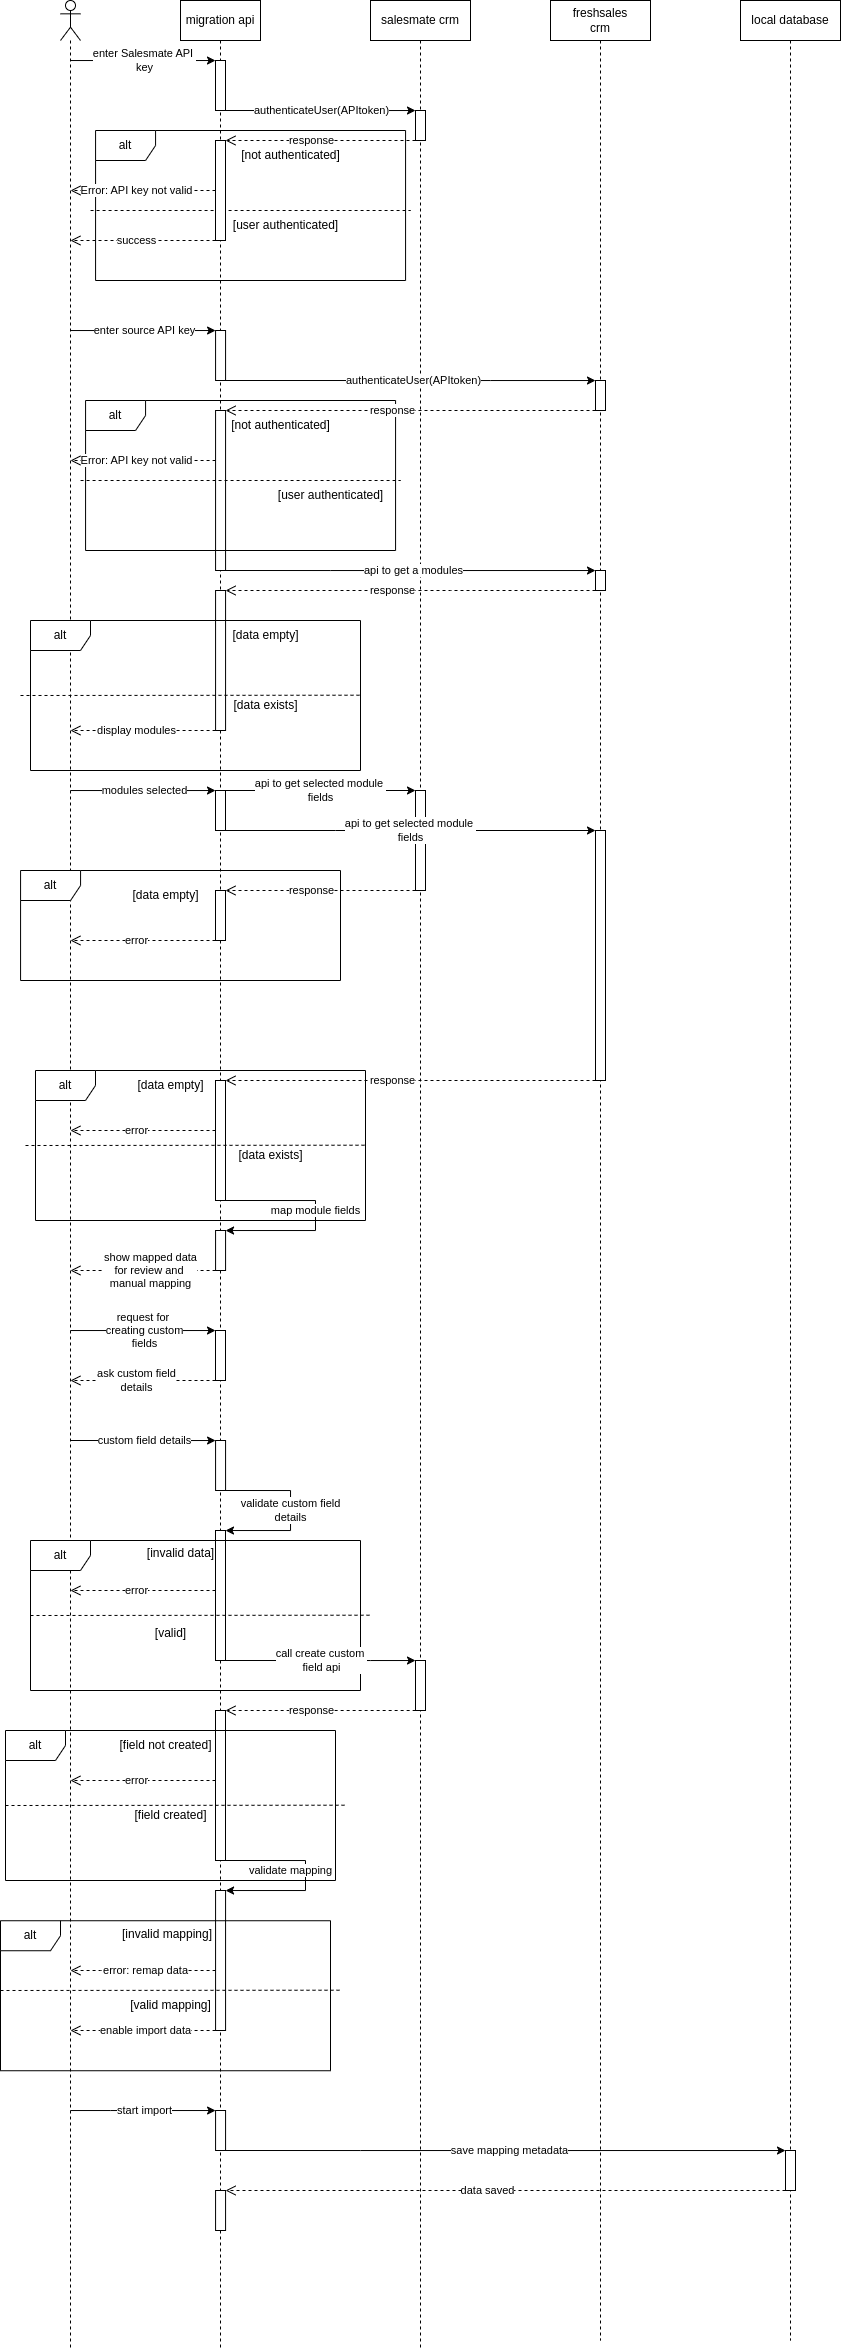 migration api
salesmate crm
freshsales
crm
local database
enter Salesmate API
key
authenticateUser(APItoken)
alt
response
[not authenticated]
Error: API key not valid
[user authenticated]
success
enter source API key
authenticateUser(APItoken)
alt
response
[not authenticated]
Error: API key not valid
[user authenticated]
api to get a modules
response
alt
[data empty]
[data exists]
display modules
modules selected
api to get selected module
fields
api to get selected module
fields
alt
[data empty]
response
error
alt
[data empty]
response
error
[data exists]
map module fields
show mapped data
for review and
manual mapping
request for
creating custom
fields
ask custom field
details
custom field details
validate custom field
details
alt
[invalid data]
error
[valid]
call create custom
field api
response
alt
[field not created]
error
[field created]
validate mapping
alt
[invalid mapping]
error: remap data
[valid mapping]
enable import data
start import
save mapping metadata
data saved